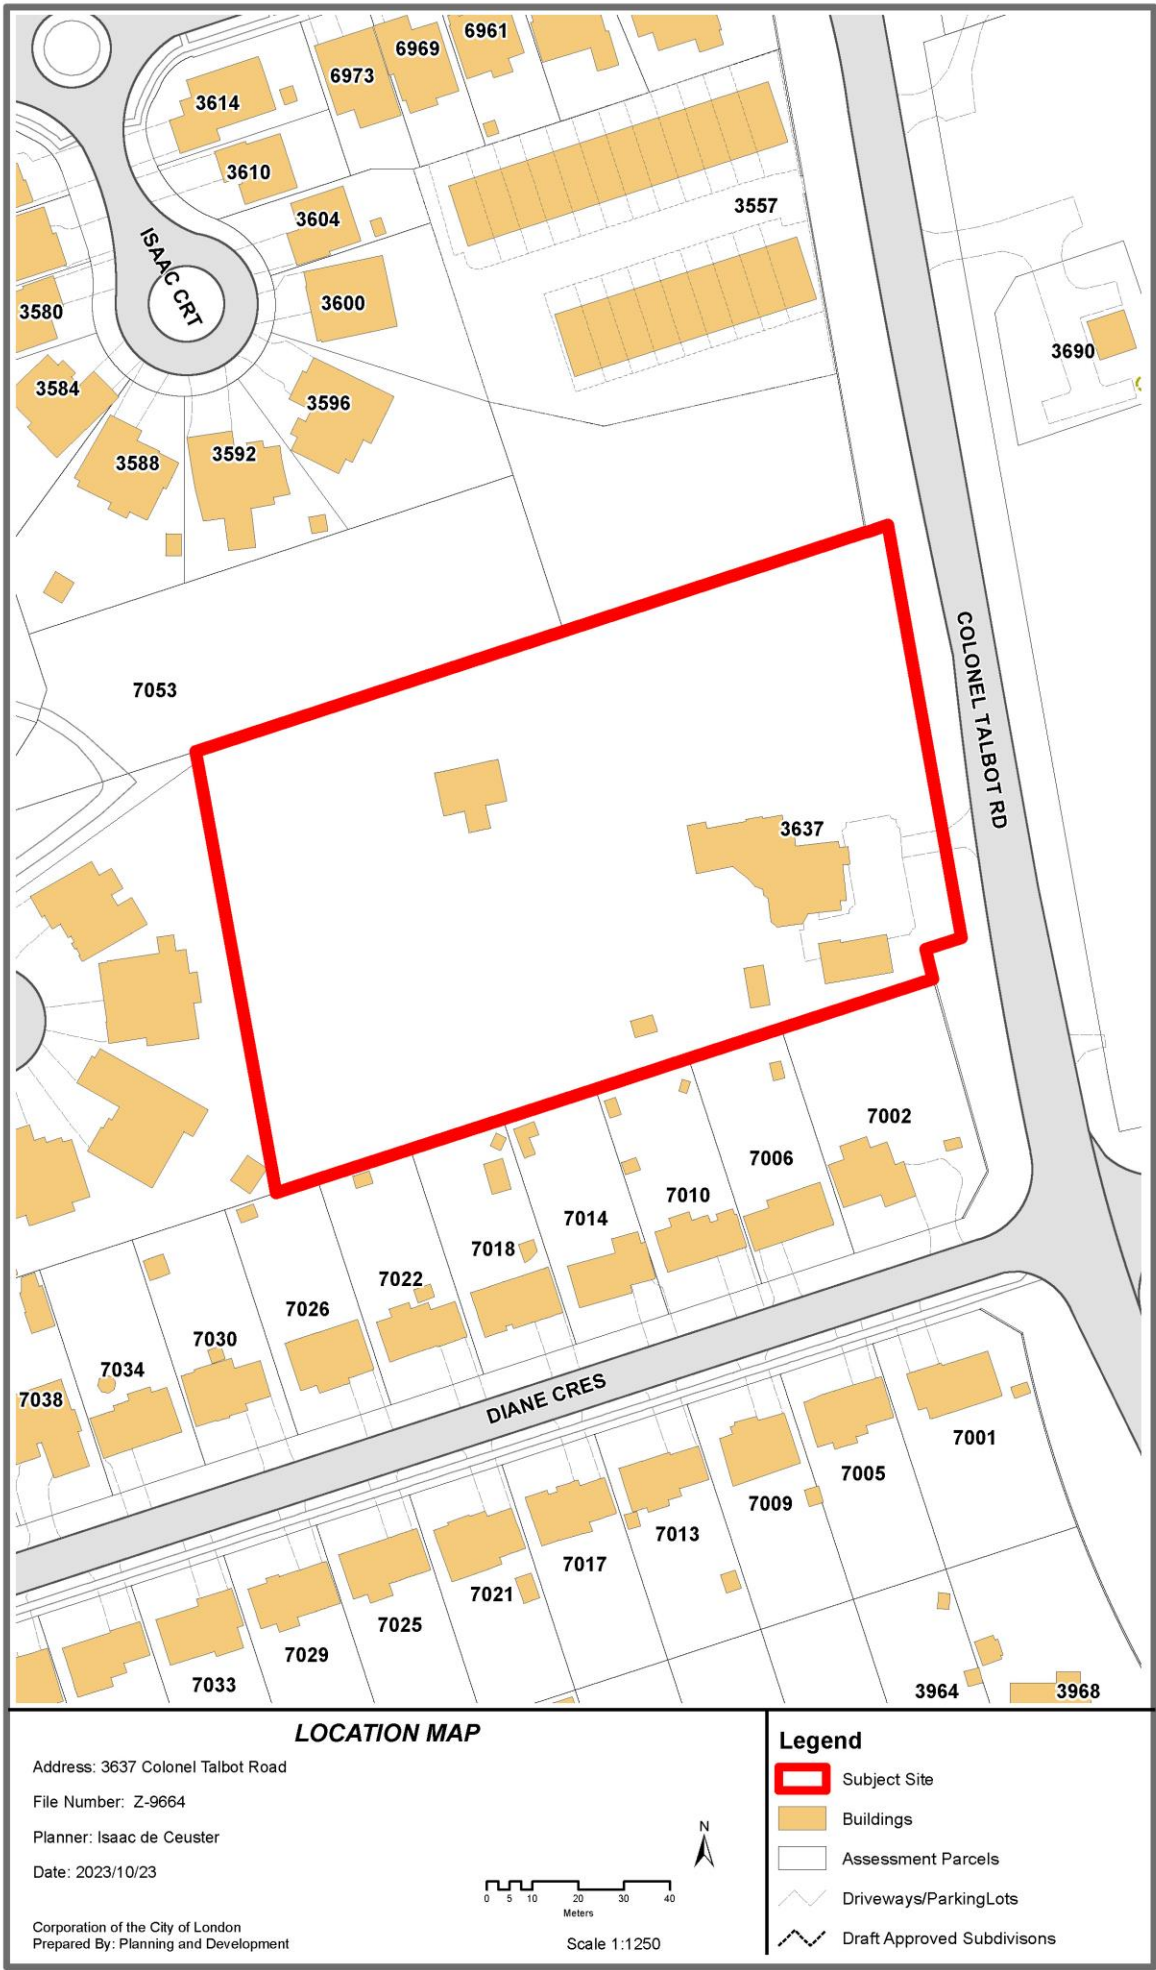 6961
6969
6973
3614
3610
3604
3557
ISAAC CRT
3600
3580
3690
3584
3596
3592
3588
COLONEL TALBOT RD
7053
3637
7002
7006
7010
7014
7018
7022
7026
7030
7034
7038
DIANE CRES
7001
7005
7009
7013
7017
7021
7025
7029
7033
3964
3968
LOCATION MAP
Address: 3637 Colonel Talbot Road
File Number: Z-9664
Planner: Isaac de Ceuster
Date: 2023/10/23
Corporation of the City of London
Prepared By: Planning and Development
N
0 5 10 20 30 40
Meters
Scale 1:1250
Legend
Subject Site
Buildings
Assessment Parcels
Driveways/ParkingLots
Draft Approved Subdivisons